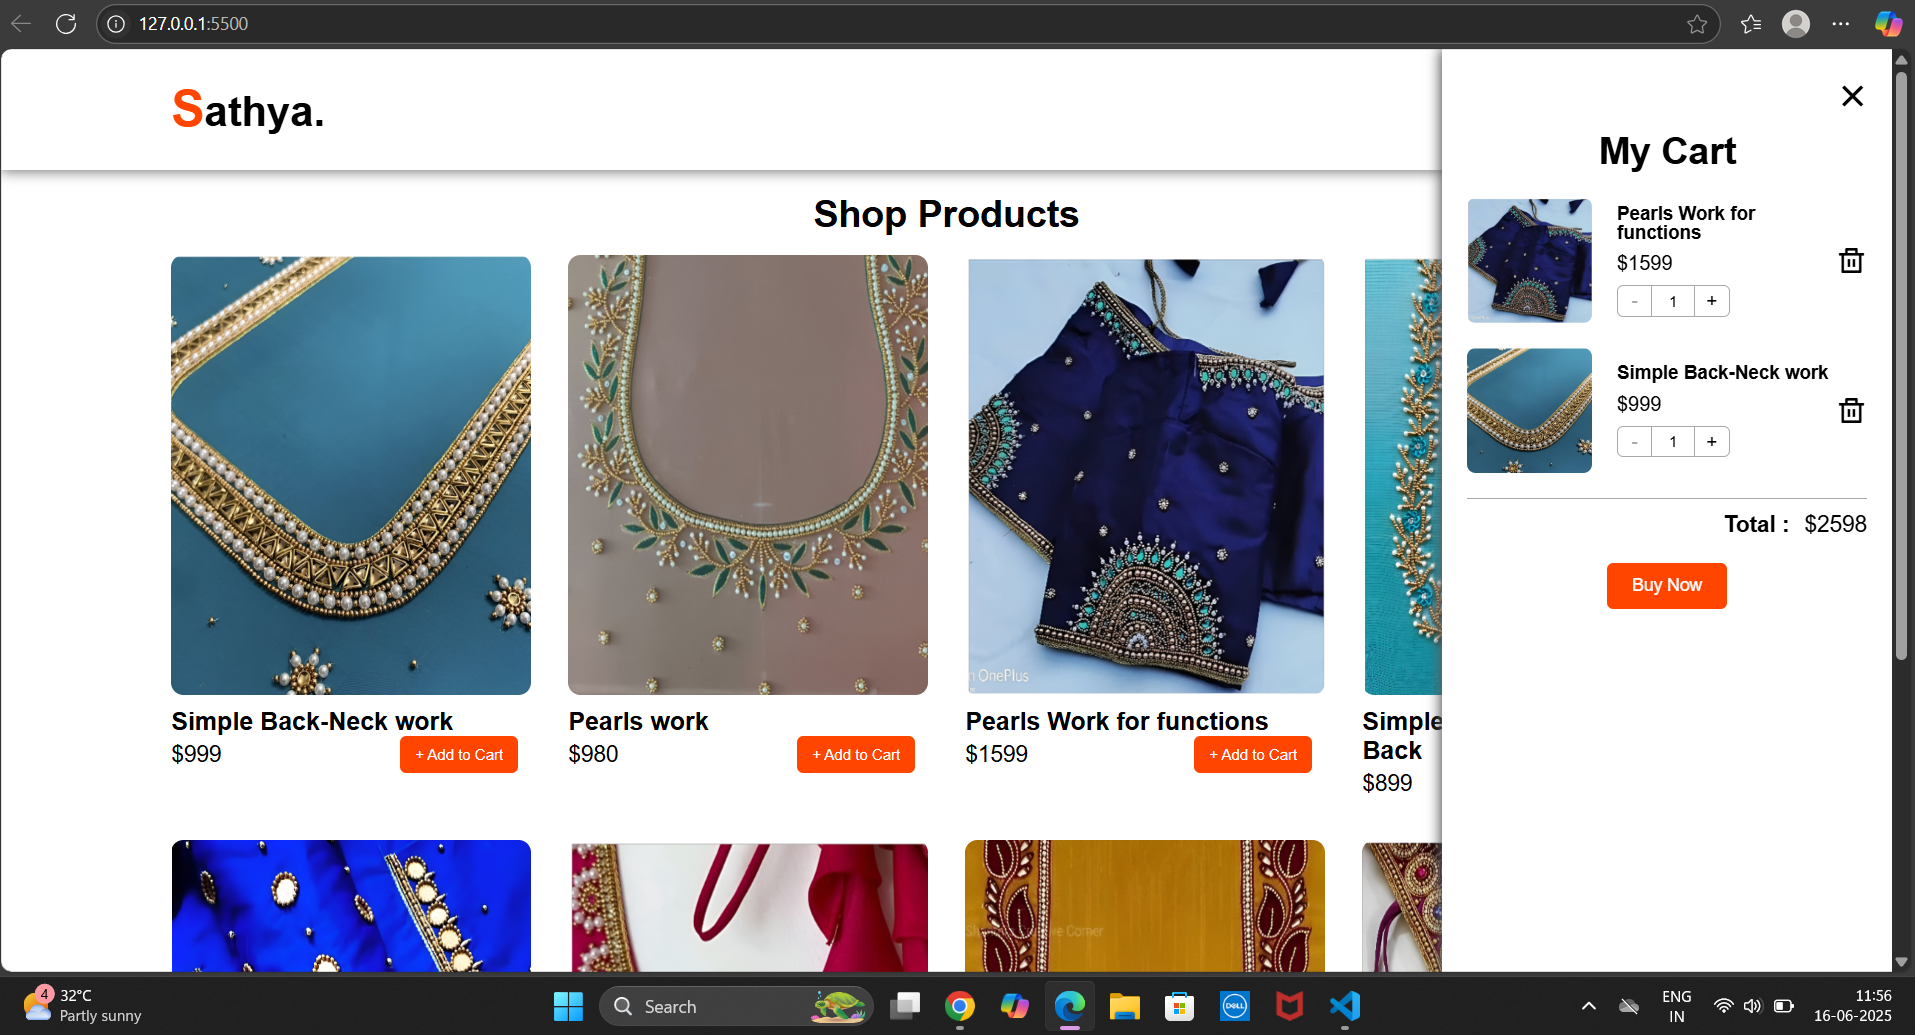 127.0.0.1:5500
Sathya.
My Cart
Pearls Work for
functions
$1599
- 1 +
Simple Back-Neck work
$999
- 1 +
Total : $2598
Buy Now
Shop Products
Simple Back-Neck work
$999
+ Add to Cart
Pearls work
$980
+ Add to Cart
OnePlus
Pearls Work for functions
$1599
+ Add to Cart
Simple
Back
$899
4
32°C
Partly sunny
Search
DELL
ENG
IN
11:56
16-06-2025